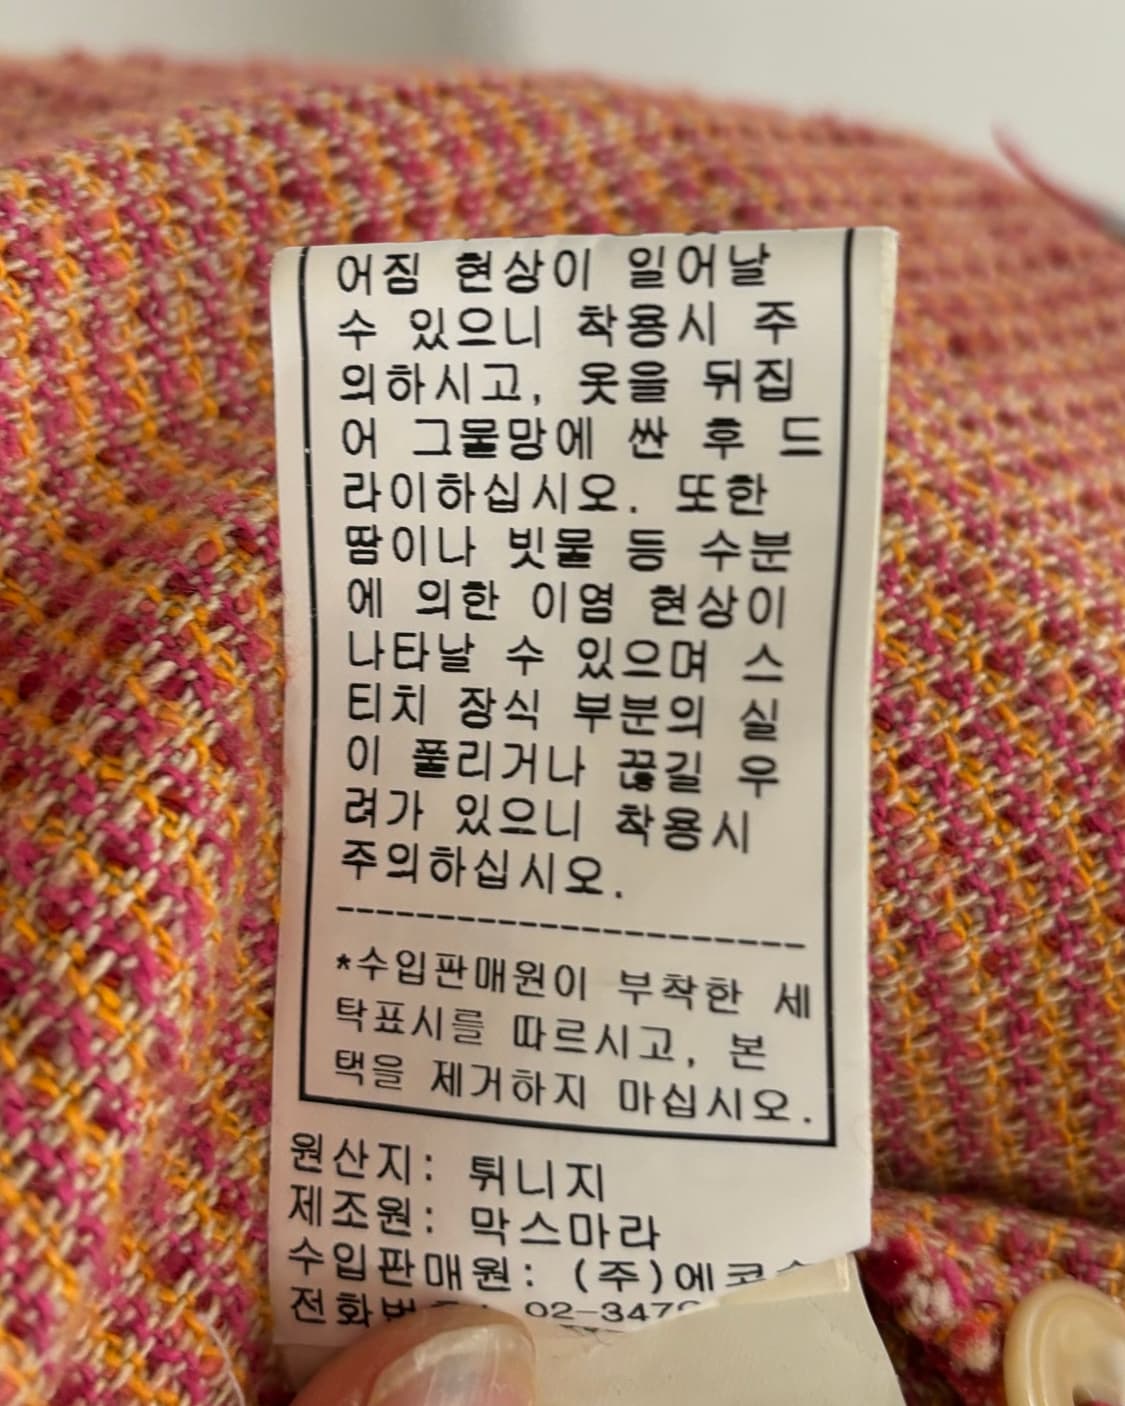 어짐 현상이 일어날
수 있으니 착용시 주
의하시고, 옷을 뒤집
어 그물망에 싼 후 드
라이하십시오. 또한
땀이나 빗물 등 수분
에 의한 이염 현상이
나타날 수 있으며 스
티치 장식 부분의 실
이 풀리거나 끊길 우
려가 있으니 착용시
주의하십시오.
--------------------
*수입판매원이 부착한 세
탁표시를 따르시고, 본
택을 제거하지 마십시오.
원산지: 튀니지
제조원: 막스마라
수입판매원: (주)에코
02-347